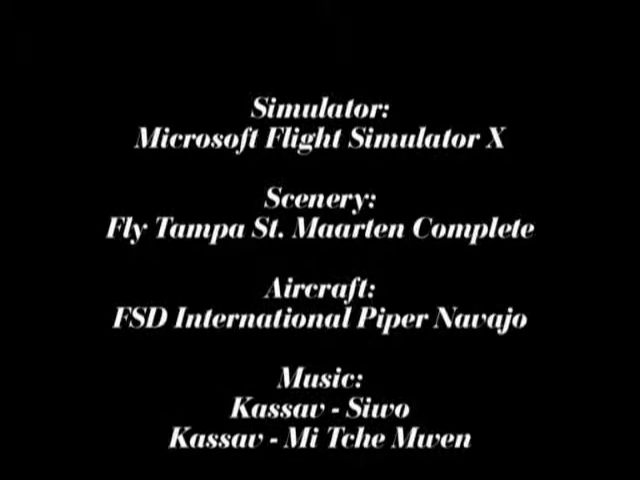 Simulator:
Microsoft Flight Simulator X
Scenery:
Fly Tampa St. Maarten Complete
Aircraft:
FSD International Piper Navajo
Music:
Kassav - Siwo
Kassav - Mi Tche Mwen